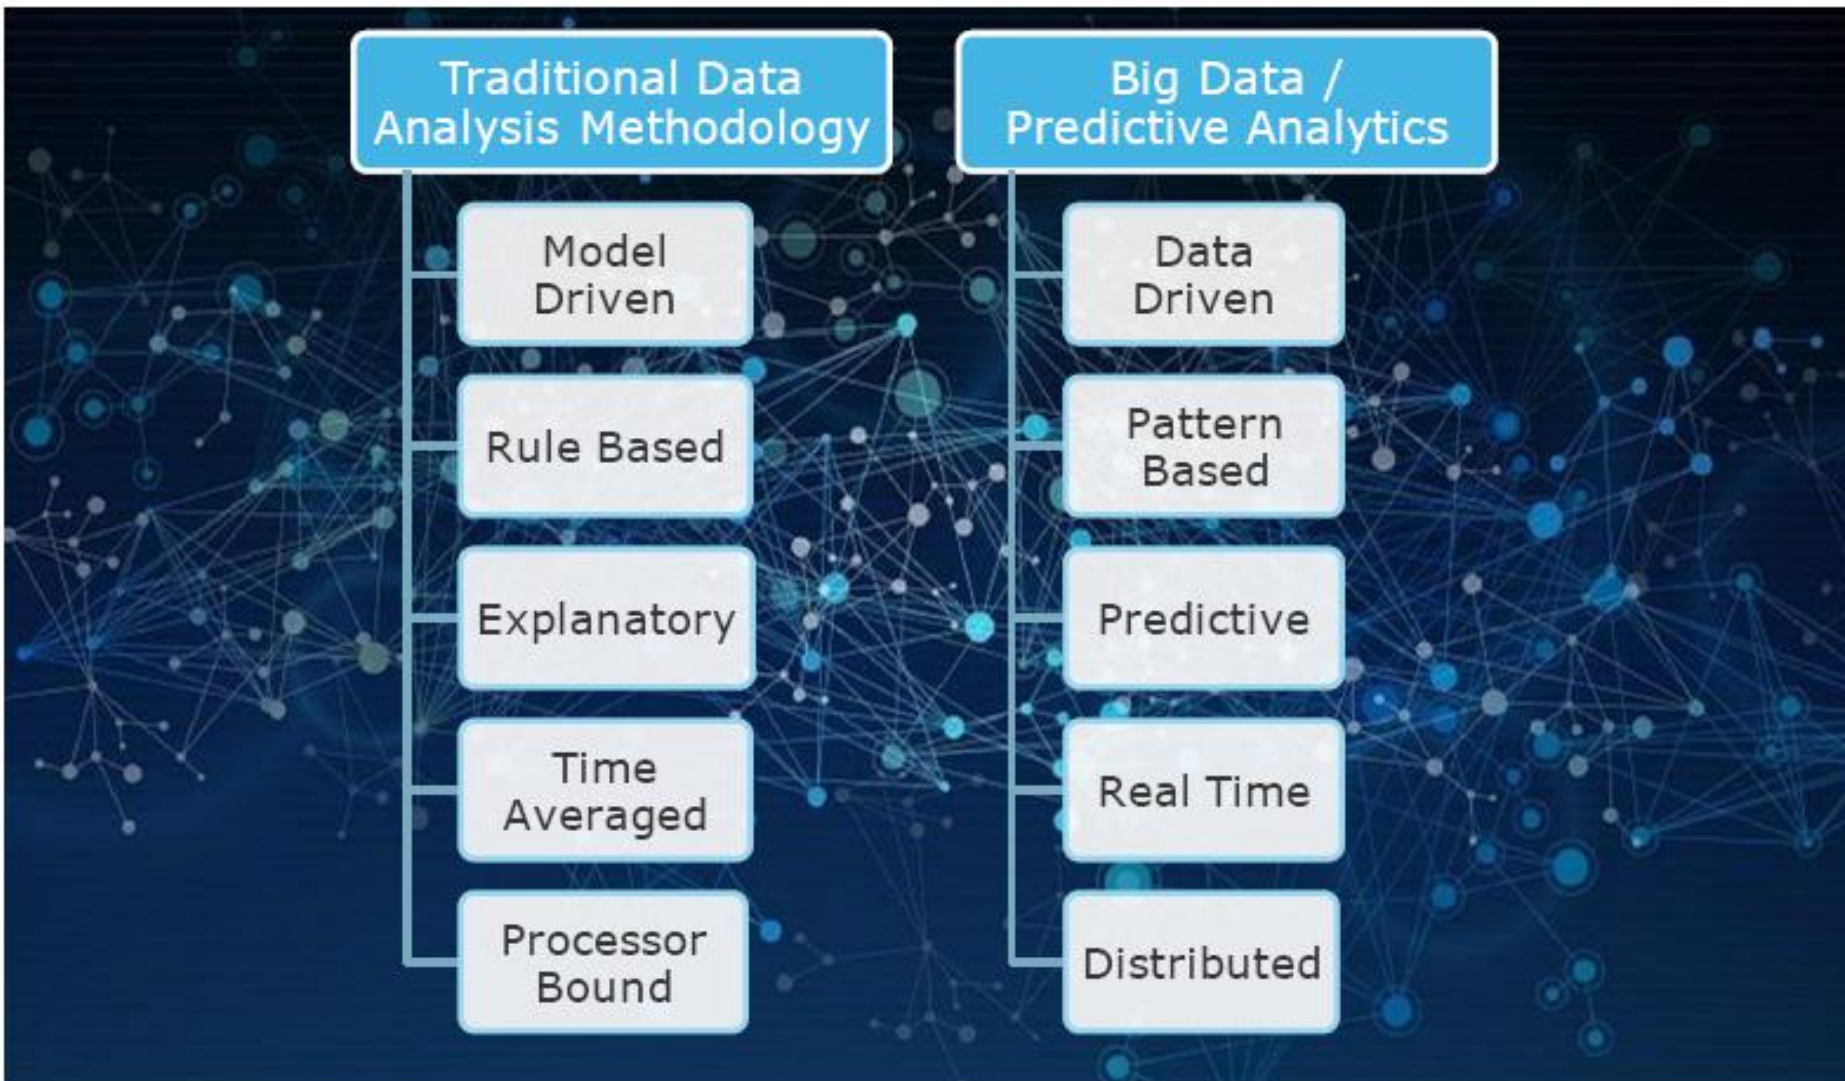 Traditional Data
Analysis Methodology
Model
Driven
Rule Based
Explanatory
Time
Averaged
Processor
Bound
Big Data /
Predictive Analytics
Data
Driven
Pattern
Based
Predictive
Real Time
Distributed